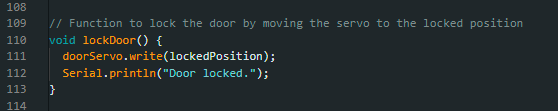 108
109 // Function to lock the door by moving the servo to the locked position
110 void lockDoor() {
111   doorServo.write(lockedPosition);
112   Serial.println("Door locked.");
113 }
114